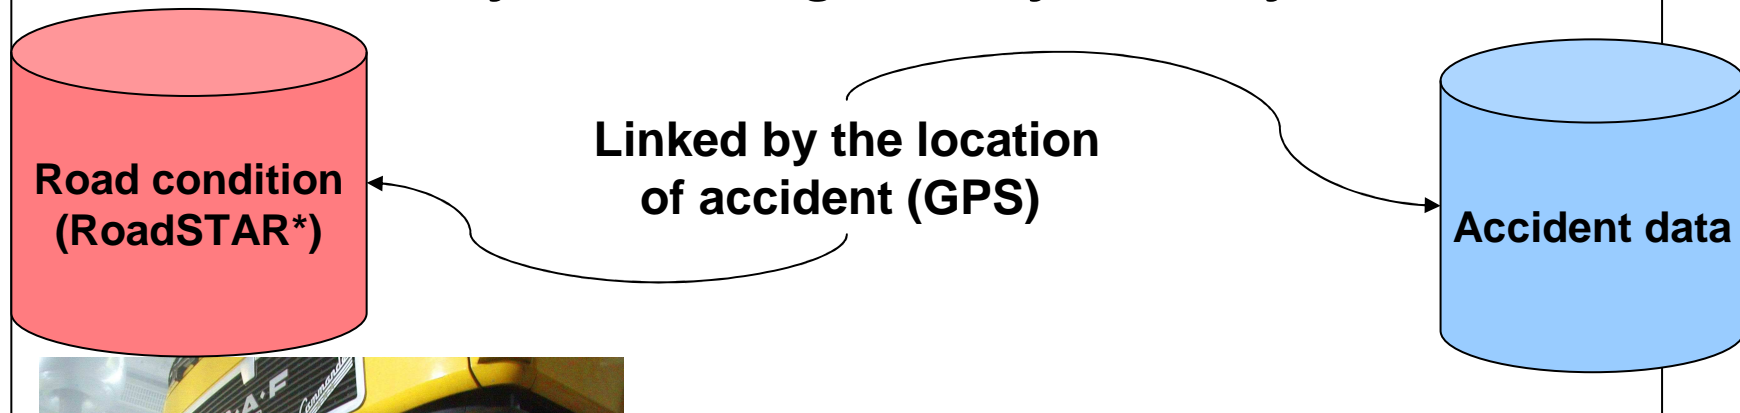 Linked by the location
of accident (GPS)
Road condition
(RoadSTAR*)
Accident data